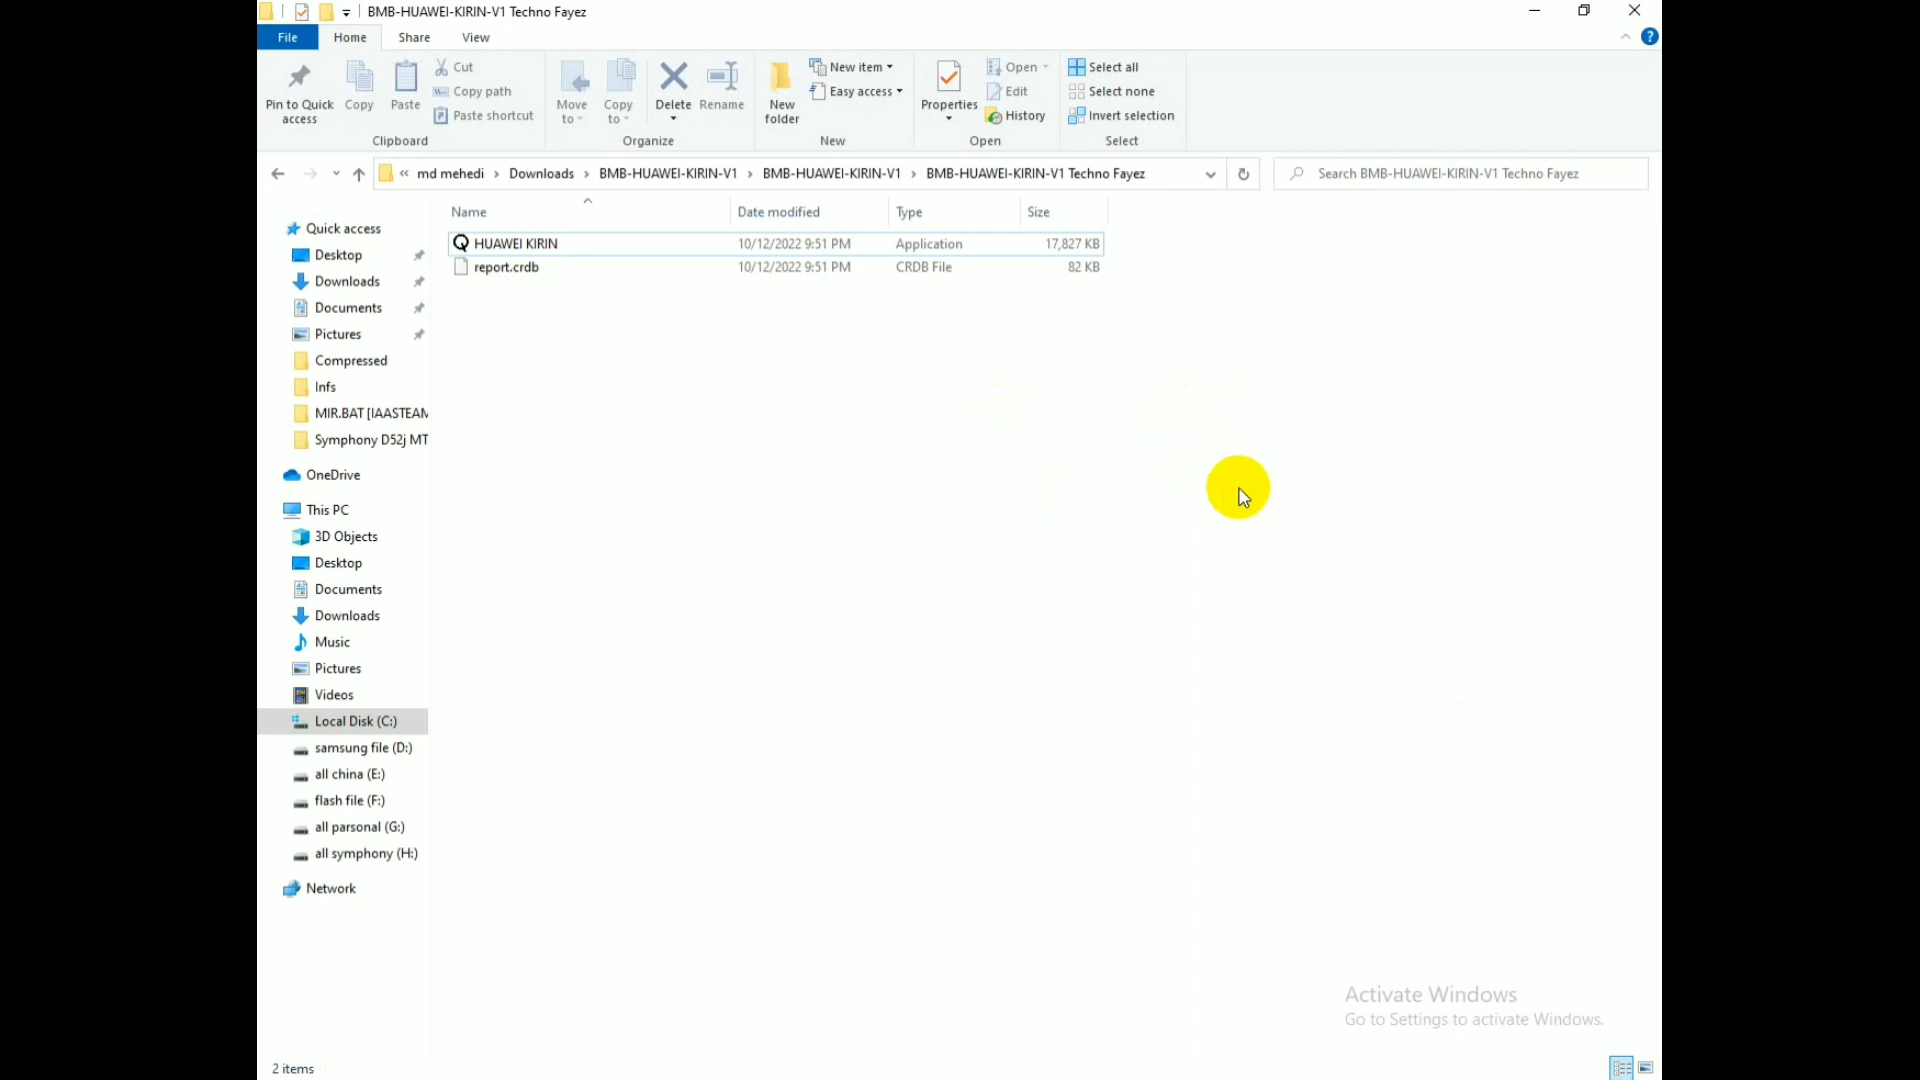 BMB-HUAWEI-KIRIN-V1 Techno Fayez
File Home Share View
Pin to Quick access
Copy
Paste
Cut
Copy path
Paste shortcut
Clipboard
Move to
Copy to
Delete
Rename
Organize
New folder
New item
Easy access
New
Properties
Open
Edit
History
Open
Select all
Select none
Invert selection
Select
« md mehedi › Downloads › BMB-HUAWEI-KIRIN-V1 › BMB-HUAWEI-KIRIN-V1 › BMB-HUAWEI-KIRIN-V1 Techno Fayez
Search BMB-HUAWEI-KIRIN-V1 Techno Fayez
Name Date modified Type Size
HUAWEI KIRIN 10/12/2022 9:51 PM Application 17,827 KB
report.crdb 10/12/2022 9:51 PM CRDB File 82 KB
Quick access
Desktop
Downloads
Documents
Pictures
Compressed
Infs
MIR.BAT [IAASTEAM
Symphony D52j MT
OneDrive
This PC
3D Objects
Desktop
Documents
Downloads
Music
Pictures
Videos
Local Disk (C:)
samsung file (D:)
all china (E:)
flash file (F:)
all parsonal (G:)
all symphony (H:)
Network
Activate Windows
Go to Settings to activate Windows.
2 items